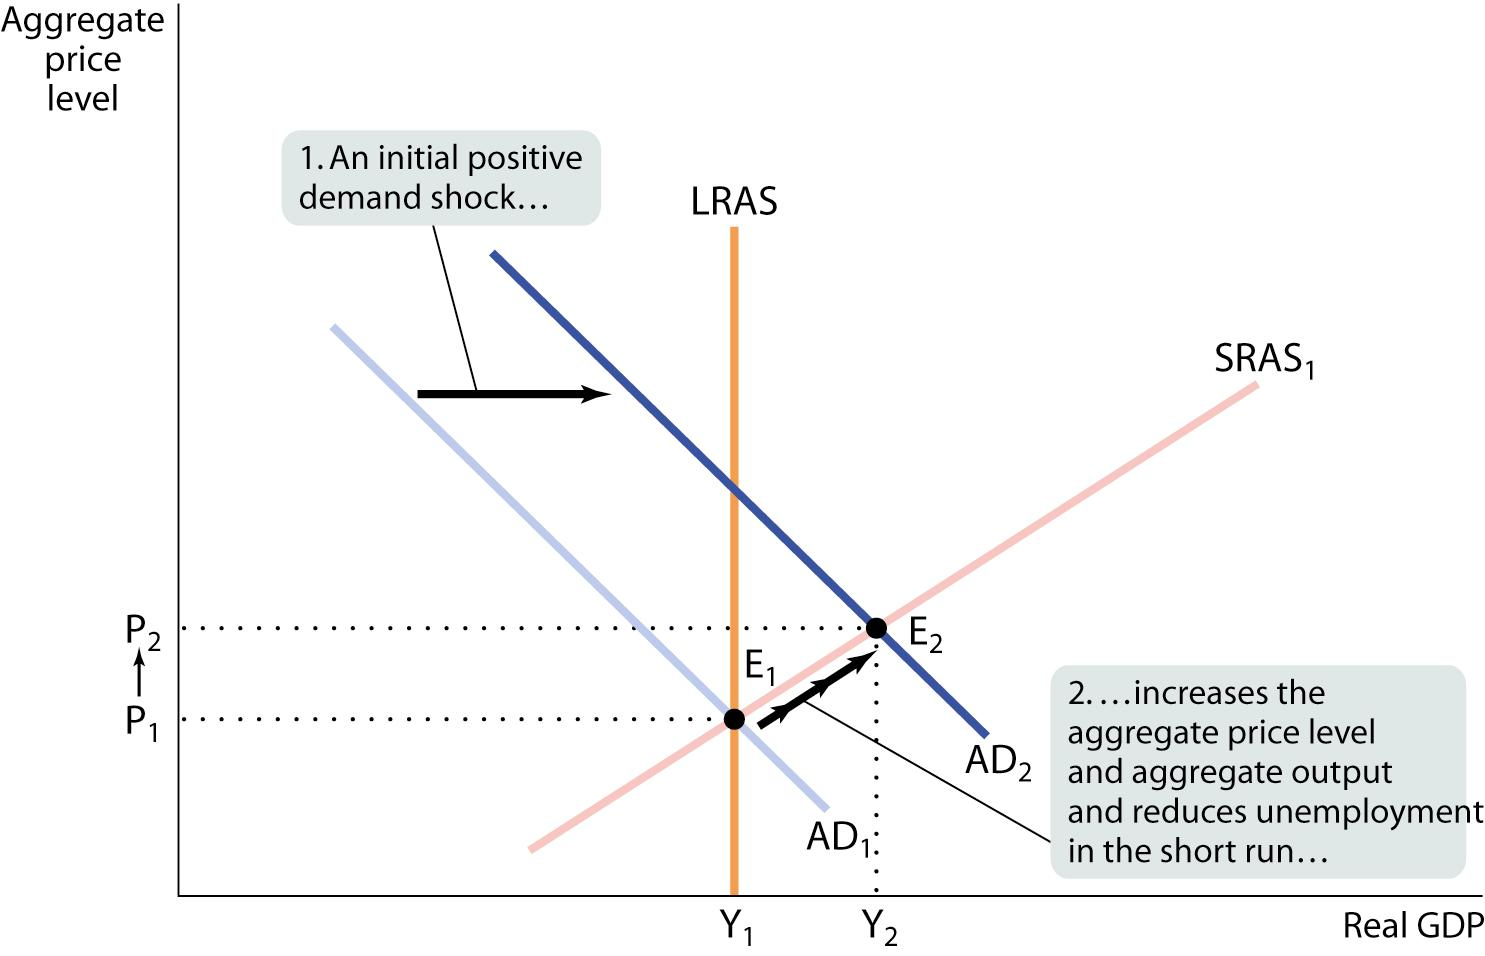 Aggregate
price
level
1. An initial positive
demand shock…
LRAS
SRAS₁
P₂
E₂
E₁
P₁
2. …increases the
aggregate price level
and aggregate output
and reduces unemployment
in the short run…
AD₂
AD₁
Y₁
Y₂
Real GDP